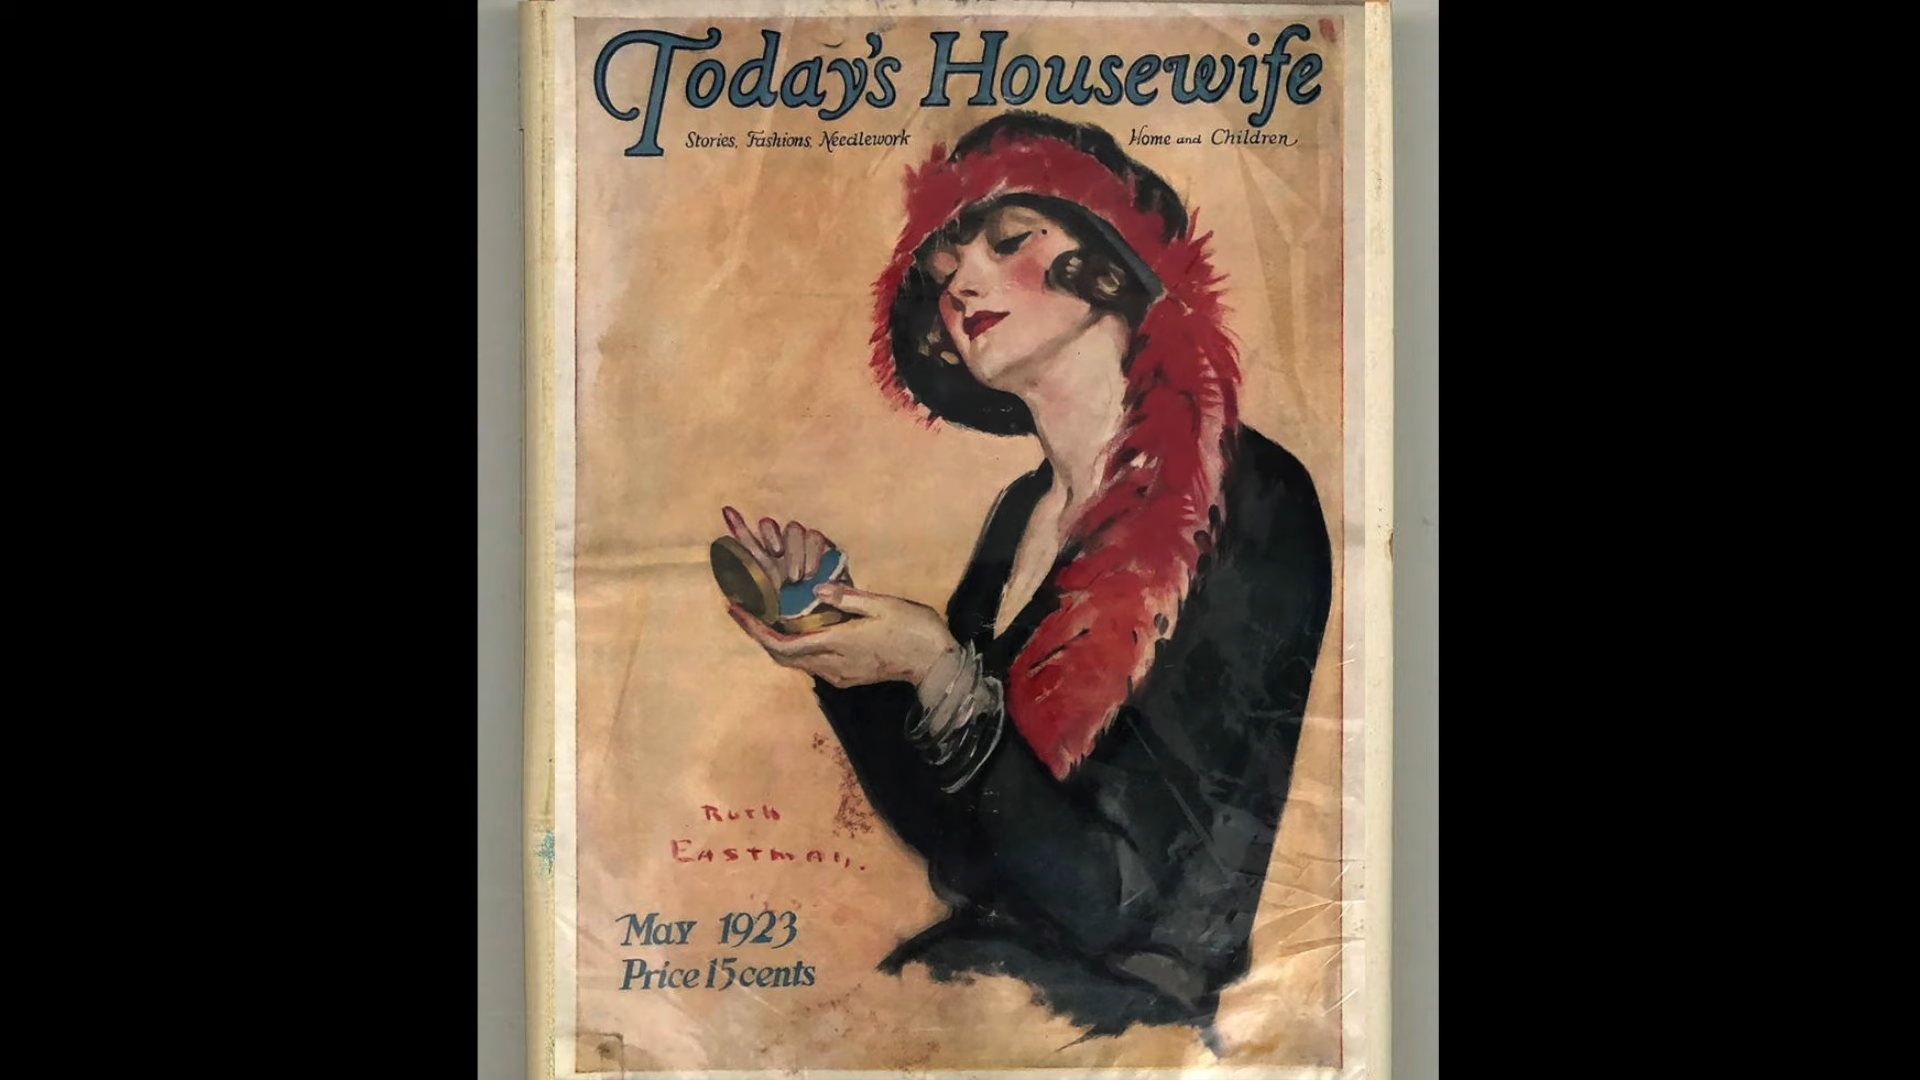 Today's Housewife
Stories, Fashions, Needlework
Home and Children
Ruth
Eastman.
May 1923
Price 15 cents